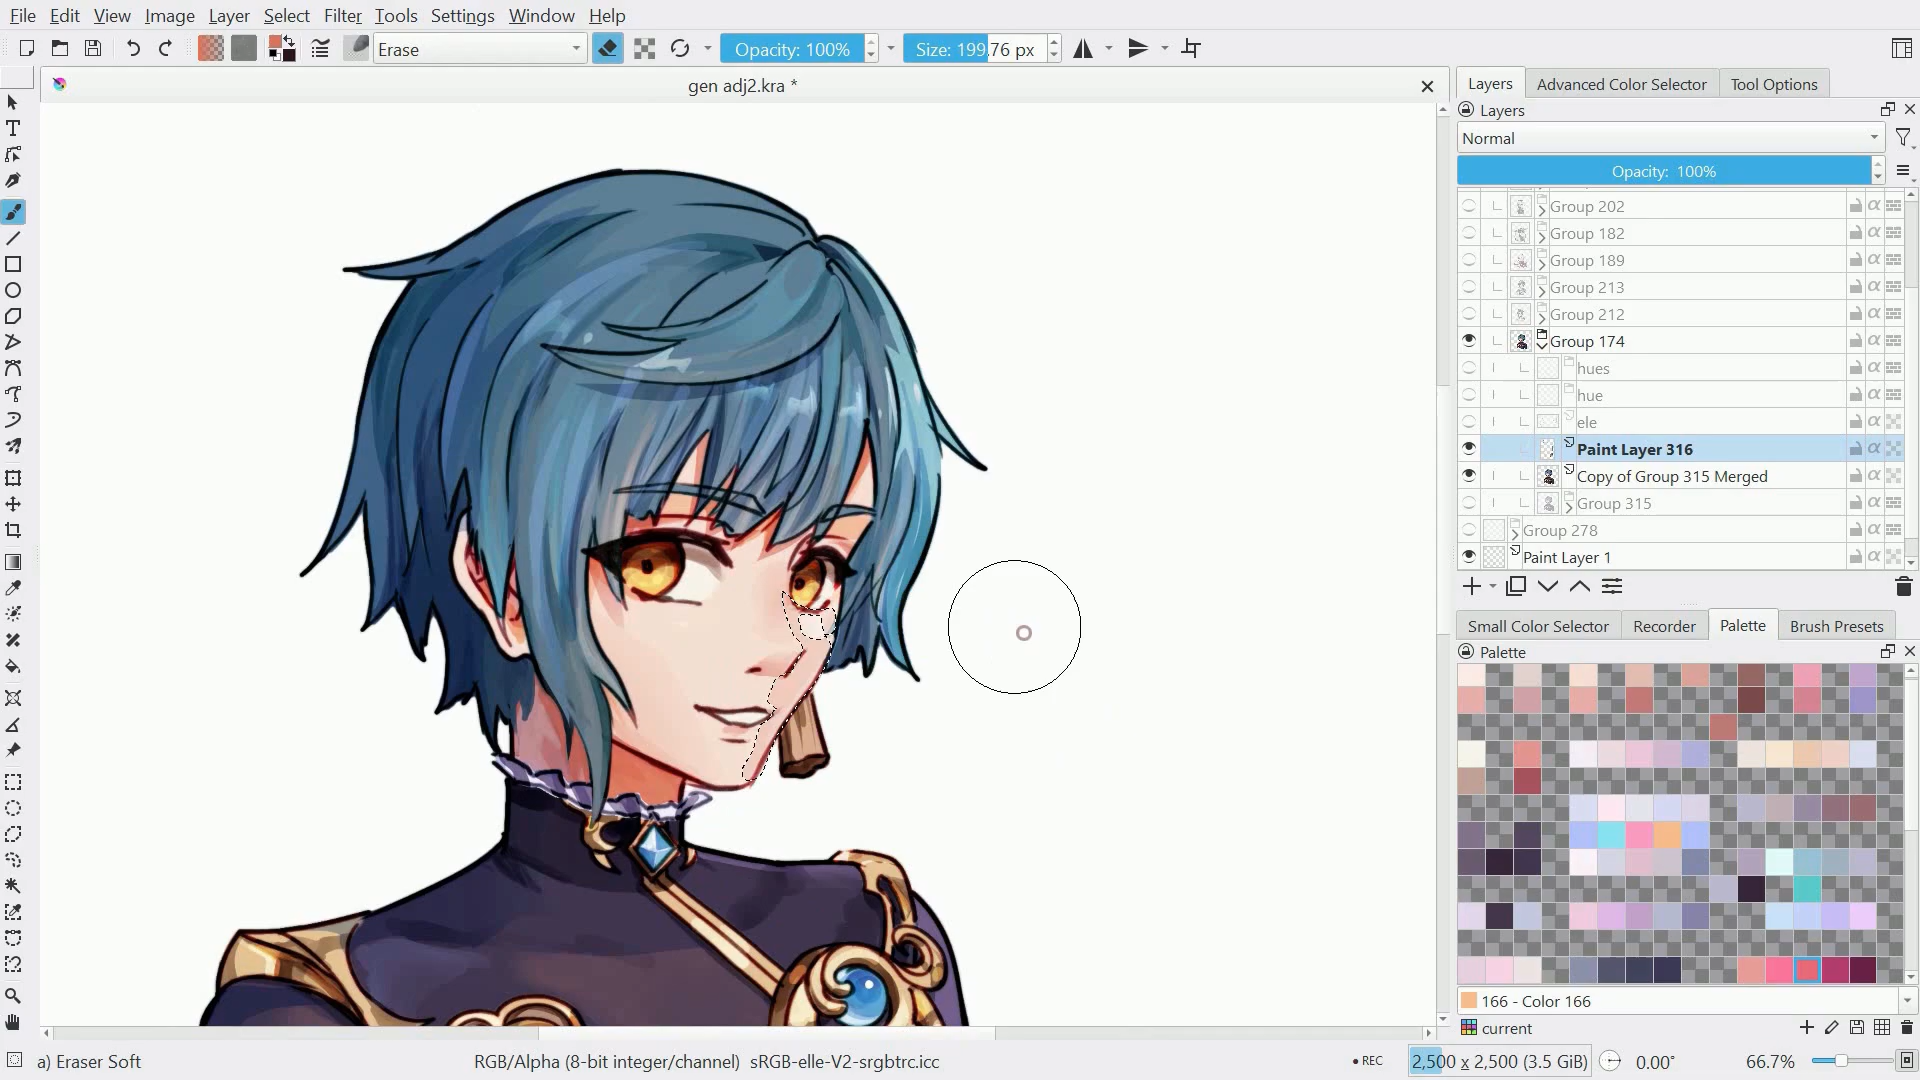 File Edit View Image Layer Select Filter Tools Settings Window Help
Erase
Opacity: 100%
Size: 199.76 px
gen adj2.kra *
Layers
Advanced Color Selector
Tool Options
Layers
Normal
Opacity: 100%
Group 202
Group 182
Group 189
Group 213
Group 212
Group 174
hues
hue
ele
Paint Layer 316
Copy of Group 315 Merged
Group 315
Group 278
Paint Layer 1
Small Color Selector
Recorder
Palette
Brush Presets
Palette
166 - Color 166
current
a) Eraser Soft
RGB/Alpha (8-bit integer/channel) sRGB-elle-V2-srgbtrc.icc
• REC
2,500 x 2,500 (3.5 GiB)
0.00°
66.7%